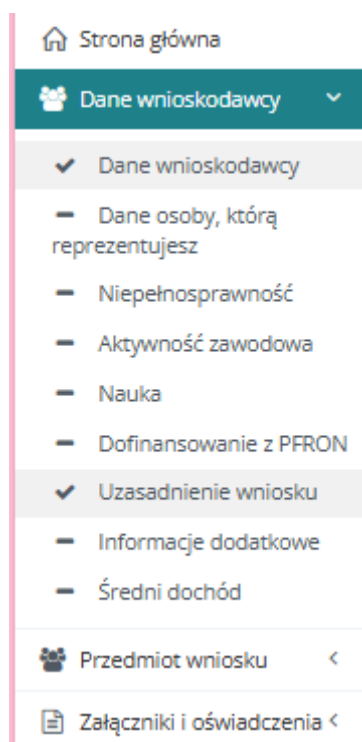 Strona główna
Dane wnioskodawcy
Dane wnioskodawcy
Dane osoby, którą
reprezentujesz
Niepełnosprawność
Aktywność zawodowa
Nauka
Dofinansowanie z PFRON
Uzasadnienie wniosku
Informacje dodatkowe
Średni dochód
Przedmiot wniosku
Załączniki i oświadczenia